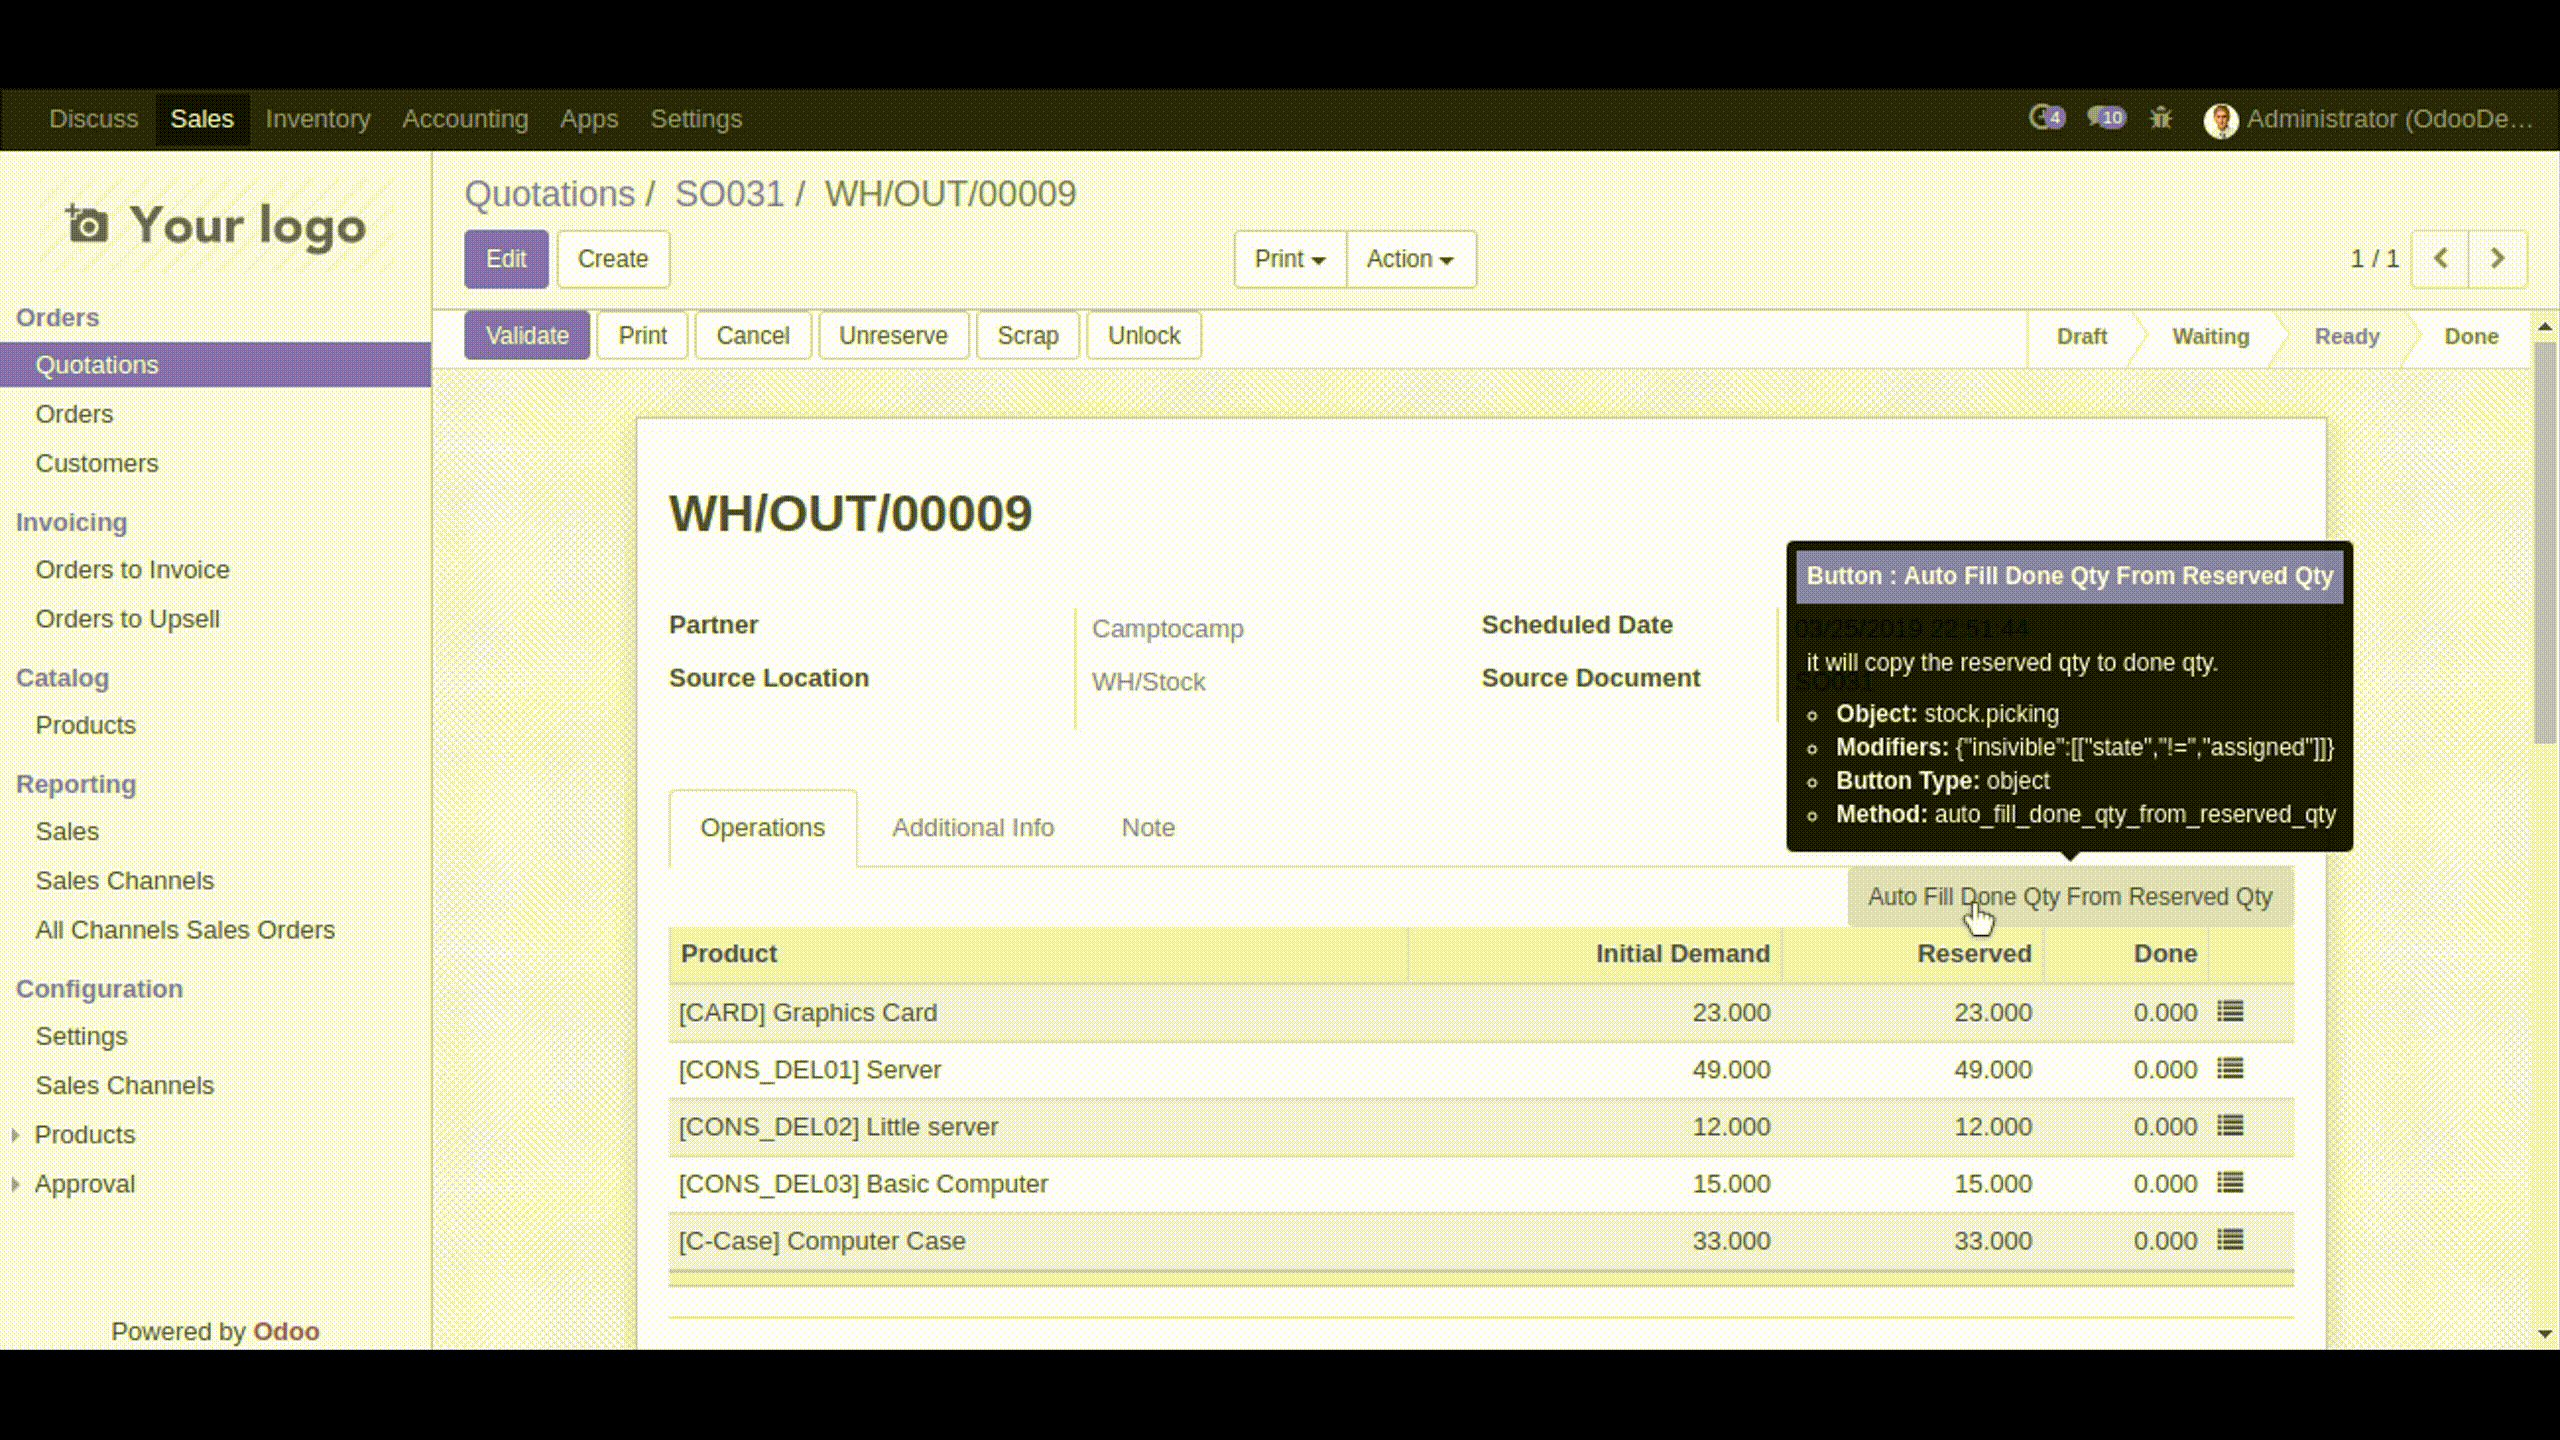 Discuss Sales Inventory Accounting Apps Settings 4 10 Administrator (OdooDe...
Your logo
Quotations / SO031 / WH/OUT/00009
Edit Create Print Action 1 / 1
Validate Print Cancel Unreserve Scrap Unlock Draft Waiting Ready Done
Orders
Quotations
Orders
Customers
Invoicing
Orders to Invoice
Orders to Upsell
Catalog
Products
Reporting
Sales
Sales Channels
All Channels Sales Orders
Configuration
Settings
Sales Channels
Products
Approval
Powered by Odoo
WH/OUT/00009
Partner Camptocamp Scheduled Date 03/25/2019 22:51:44
Source Location WH/Stock Source Document SO031
Button : Auto Fill Done Qty From Reserved Qty
it will copy the reserved qty to done qty.
Object: stock.picking
Modifiers: {"insivible":[["state","!=","assigned"]]}
Button Type: object
Method: auto_fill_done_qty_from_reserved_qty
Operations Additional Info Note
Auto Fill Done Qty From Reserved Qty
Product Initial Demand Reserved Done
[CARD] Graphics Card 23.000 23.000 0.000
[CONS_DEL01] Server 49.000 49.000 0.000
[CONS_DEL02] Little server 12.000 12.000 0.000
[CONS_DEL03] Basic Computer 15.000 15.000 0.000
[C-Case] Computer Case 33.000 33.000 0.000